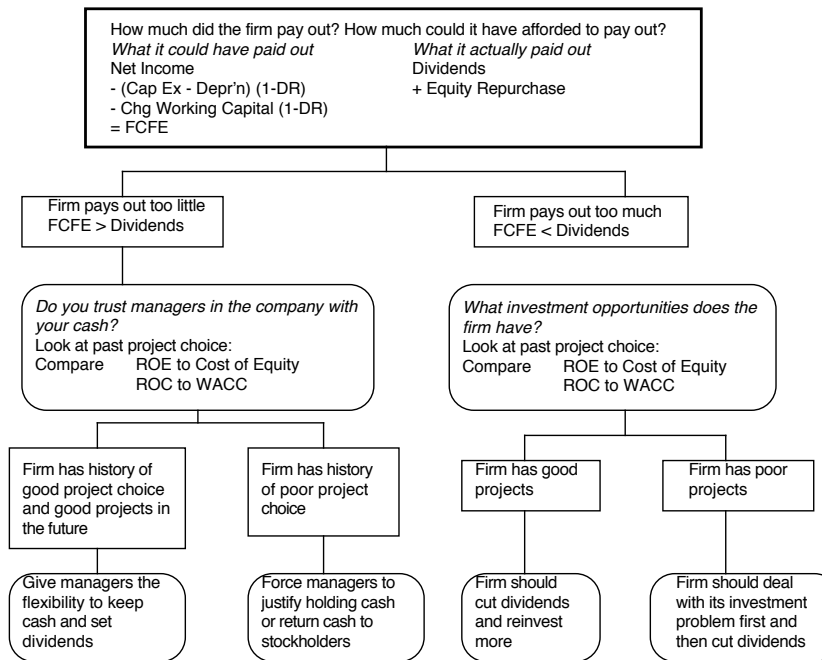 How much did the firm pay out? How much could it have afforded to pay out?
What it could have paid out What it actually paid out
Net Income Dividends
- (Cap Ex - Depr'n) (1-DR) + Equity Repurchase
- Chg Working Capital (1-DR)
= FCFE
Firm pays out too little
FCFE > Dividends
Firm pays out too much
FCFE < Dividends
Do you trust managers in the company with
your cash?
Look at past project choice:
Compare ROE to Cost of Equity
ROC to WACC
What investment opportunities does the
firm have?
Look at past project choice:
Compare ROE to Cost of Equity
ROC to WACC
Firm has history of
good project choice
and good projects in
the future
Firm has history
of poor project
choice
Firm has good
projects
Firm has poor
projects
Give managers the
flexibility to keep
cash and set
dividends
Force managers to
justify holding cash
or return cash to
stockholders
Firm should
cut dividends
and reinvest
more
Firm should deal
with its investment
problem first and
then cut dividends